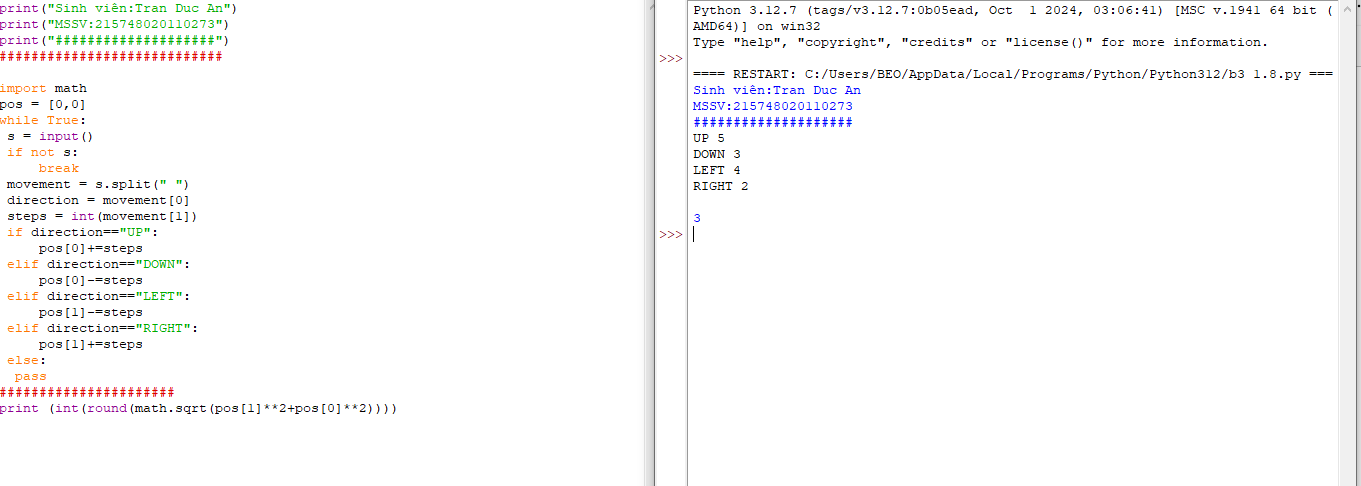 print("Sinh viên:Tran Duc An")
print("MSSV:215748020110273")
print("####################")
############################
import math
pos = [0,0]
while True:
 s = input()
 if not s:
     break
 movement = s.split(" ")
 direction = movement[0]
 steps = int(movement[1])
 if direction=="UP":
     pos[0]+=steps
 elif direction=="DOWN":
     pos[0]-=steps
 elif direction=="LEFT":
     pos[1]-=steps
 elif direction=="RIGHT":
     pos[1]+=steps
 else:
  pass
######################
print (int(round(math.sqrt(pos[1]**2+pos[0]**2))))
Python 3.12.7 (tags/v3.12.7:0b05ead, Oct  1 2024, 03:06:41) [MSC v.1941 64 bit (
AMD64)] on win32
Type "help", "copyright", "credits" or "license()" for more information.
>>>
==== RESTART: C:/Users/BEO/AppData/Local/Programs/Python/Python312/b3 1.8.py ===
Sinh viên:Tran Duc An
MSSV:215748020110273
####################
UP 5
DOWN 3
LEFT 4
RIGHT 2
3
>>>